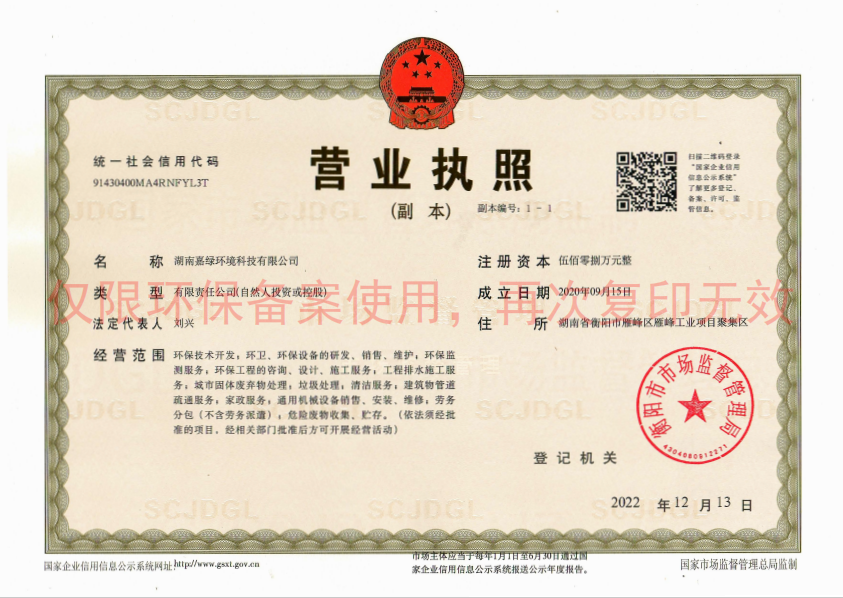 统一社会信用代码
91430400MA4RNFYL3T
营业执照
(副 本)
副本编号：1-1
扫描二维码登录
“国家企业信用
信息公示系统”
了解更多登记、
备案、许可、监
管信息。
名 称 湖南嘉绿环境科技有限公司
类 型 有限责任公司(自然人投资或控股)
法定代表人 刘兴
经营范围 环保技术开发；环卫、环保设备的研发、销售、维护；环保监
测服务；环保工程的咨询、设计、施工服务；工程排水施工服
务；城市固体废弃物处理；垃圾处理；清洁服务；建筑物管道
疏通服务；家政服务；通用机械设备销售、安装、维修；劳务
分包（不含劳务派遣）；危险废物收集、贮存。（依法须经批
准的项目，经相关部门批准后方可开展经营活动）
注册资本 伍佰零捌万元整
成立日期 2020年09月15日
住 所 湖南省衡阳市雁峰区雁峰工业项目聚集区
仅限环保备案使用，再次复印无效
衡阳市市场监督管理局
4304080912271
登记机关
2022 年 12 月 13 日
国家企业信用信息公示系统网址：http://www.gsxt.gov.cn
市场主体应当于每年1月1日至6月30日通过国
家企业信用信息公示系统报送公示年度报告。
国家市场监督管理总局监制
SCJDGL
SCJDGL
SCJDGL
SCJDGL
SCJDGL
SCJDGL
SCJDGL